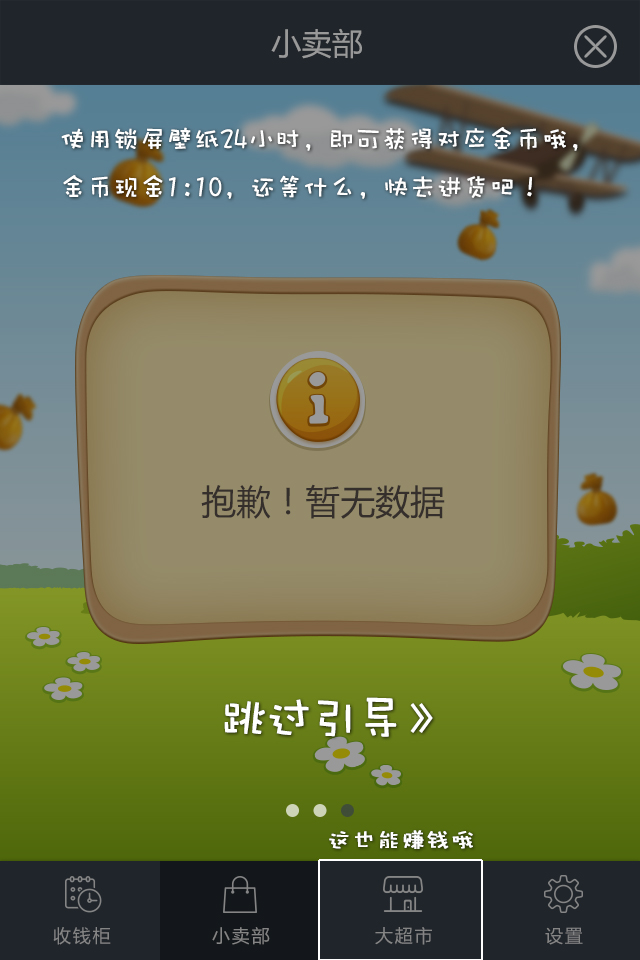 小卖部
使用锁屏壁纸24小时，即可获得对应金币哦，
金币现金1:10，还等什么，快去进货吧！
抱歉！暂无数据
跳过引导》
这也能赚钱哦
收钱柜
小卖部
大超市
设置